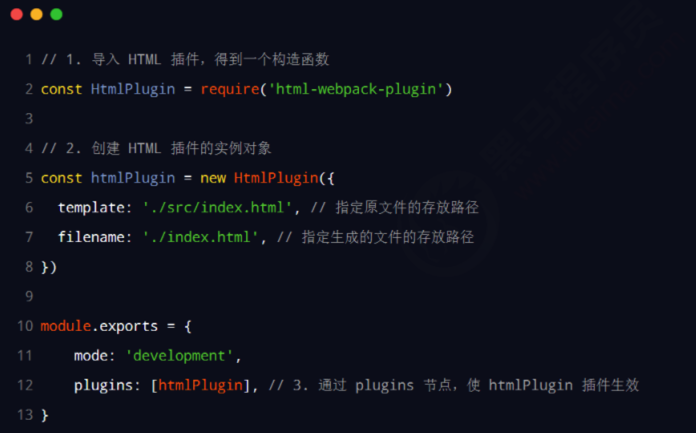 1 // 1. 导入 HTML 插件，得到一个构造函数
2 const HtmlPlugin = require('html-webpack-plugin')
3
4 // 2. 创建 HTML 插件的实例对象
5 const htmlPlugin = new HtmlPlugin({
6   template: './src/index.html', // 指定原文件的存放路径
7   filename: './index.html', // 指定生成的文件的存放路径
8 })
9
10 module.exports = {
11   mode: 'development',
12   plugins: [htmlPlugin], // 3. 通过 plugins 节点，使 htmlPlugin 插件生效
13 }
黑马程序员